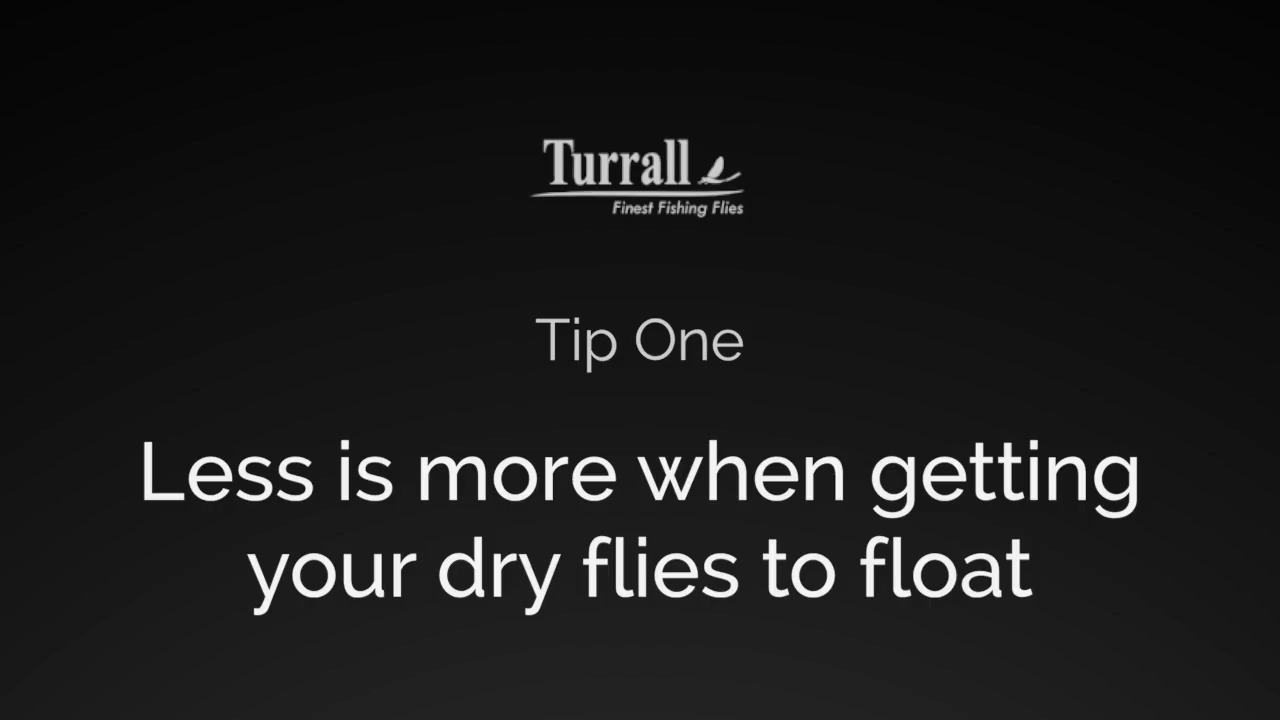 Turrall
Finest Fishing Flies
Tip One
Less is more when getting
your dry flies to float